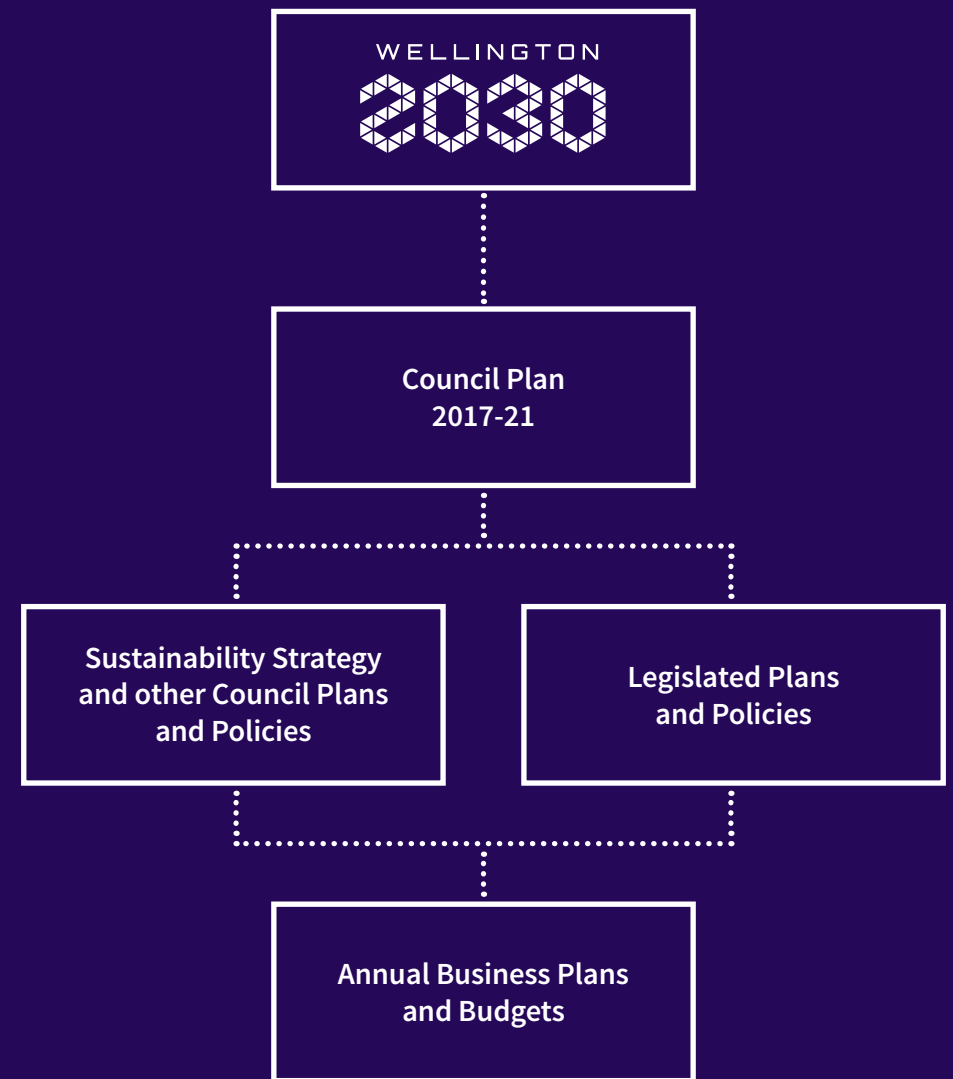 WELLINGTON
2030
Council Plan
2017-21
Sustainability Strategy
and other Council Plans
and Policies
Legislated Plans
and Policies
Annual Business Plans
and Budgets